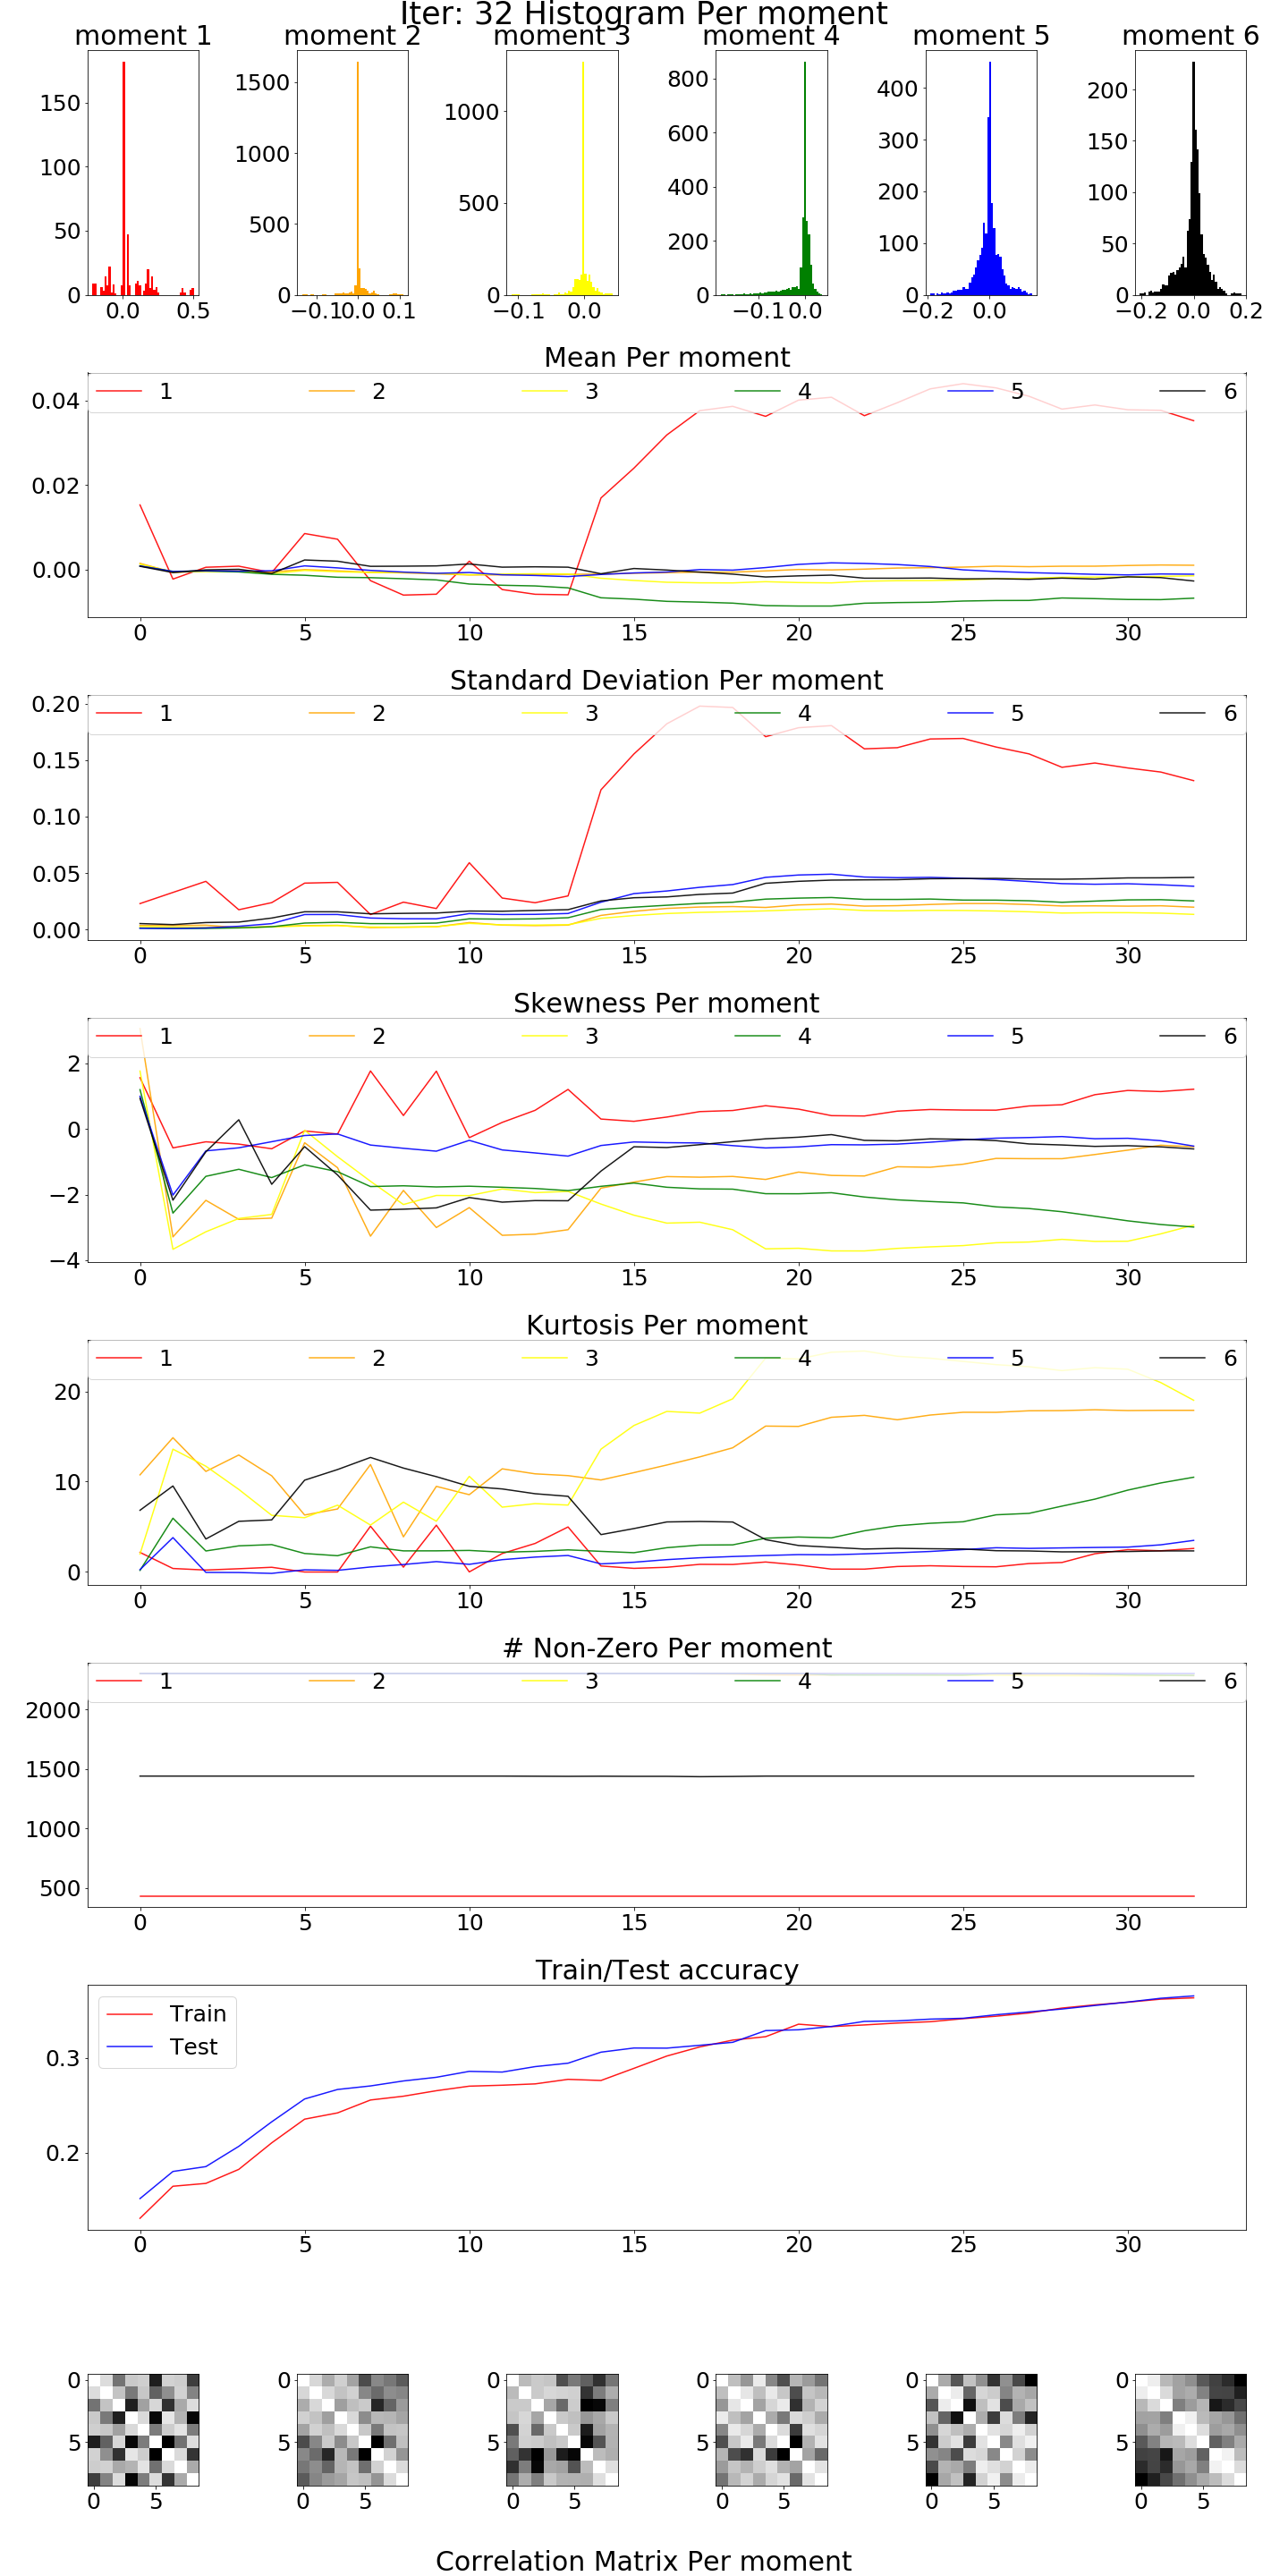 Iter: 32 Histogram Per moment
moment 1 moment 2 moment 3 moment 4 moment 5 moment 6
150
100
50
0
0.0 0.5
1500
1000
500
0
−0.1 0.0 0.1
1000
500
0
−0.1 0.0
800
600
400
200
0
−0.1 0.0
400
300
200
100
0
−0.2 0.0
200
150
100
50
0
−0.2 0.0 0.2
Mean Per moment
1 2 3 4 5 6
0.04
0.02
0.00
0 5 10 15 20 25 30
Standard Deviation Per moment
1 2 3 4 5 6
0.20
0.15
0.10
0.05
0.00
0 5 10 15 20 25 30
Skewness Per moment
1 2 3 4 5 6
2
0
−2
−4
0 5 10 15 20 25 30
Kurtosis Per moment
1 2 3 4 5 6
20
10
0
0 5 10 15 20 25 30
# Non-Zero Per moment
1 2 3 4 5 6
2000
1500
1000
500
0 5 10 15 20 25 30
Train/Test accuracy
Train
Test
0.3
0.2
0 5 10 15 20 25 30
0 0 0 0 0 0
5 5 5 5 5 5
0 5 0 5 0 5 0 5 0 5 0 5
Correlation Matrix Per moment